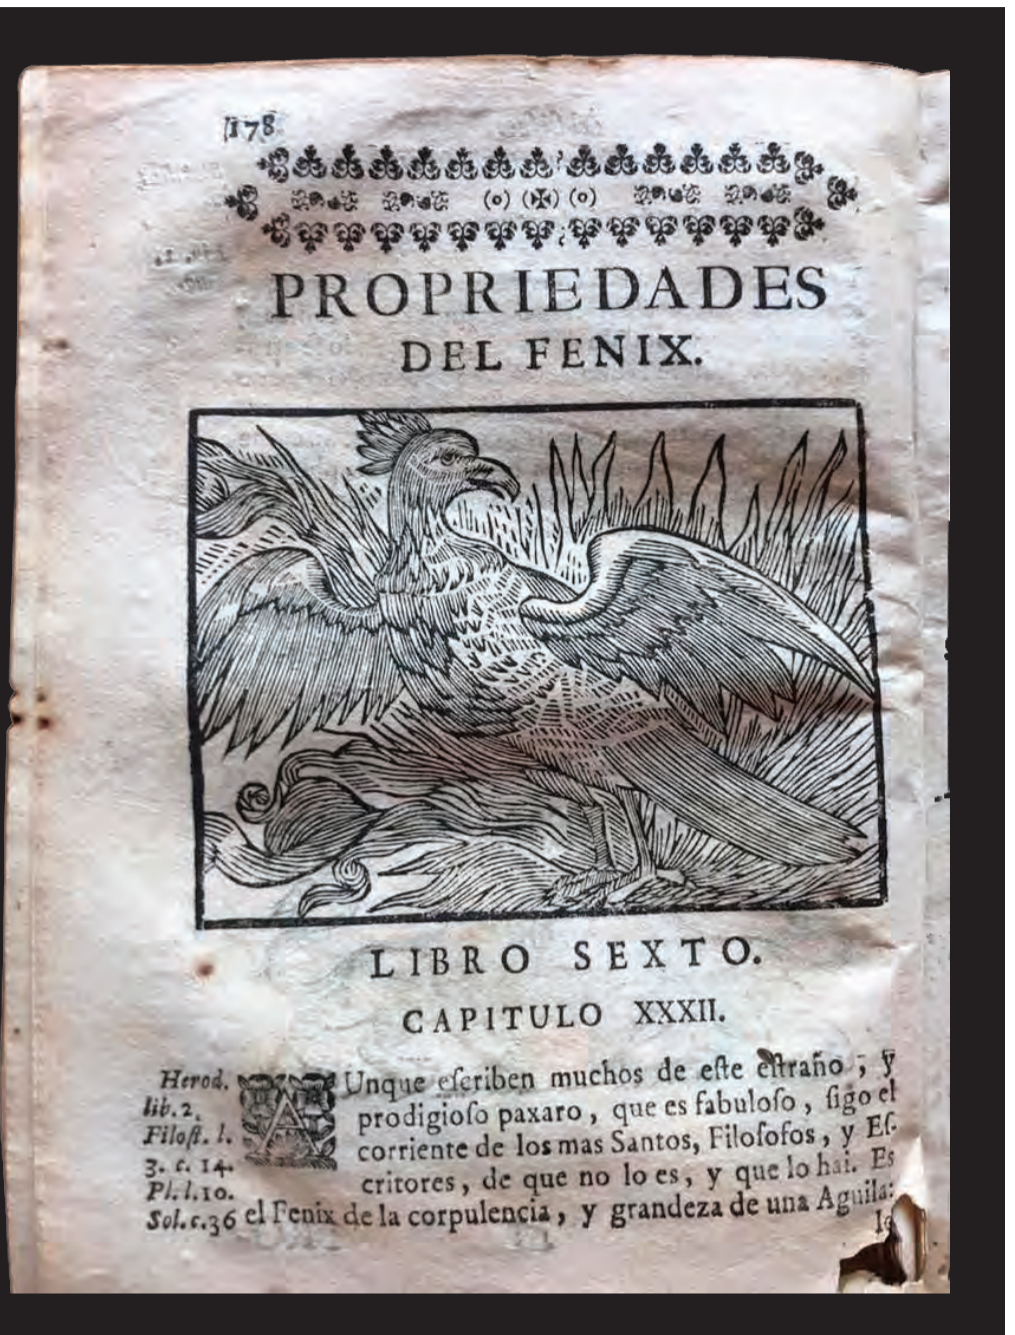 178
(o) (✠) (o)
PROPRIEDADES
DEL FENIX.
LIBRO SEXTO.
CAPITULO XXXII.
Herod.
lib.2.
Filoſt. l.
3. c. 14.
Pl. l.10.
Sol.c.36
AUnque eſcriben muchos de eſte eſtraño, y
prodigioſo paxaro, que es fabuloſo, ſigo el
corriente de los mas Santos, Filoſofos, y Eſ-
critores, de que no lo es, y que lo hai. Es
el Fenix de la corpulencia, y grandeza de una Aguila: